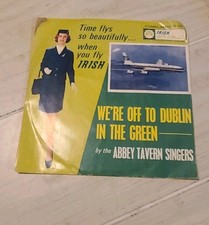 Time flys
so beautifully...
when
you fly
IRISH
IRISH
WE'RE OFF TO DUBLIN
IN THE GREEN
by the ABBEY TAVERN SINGERS